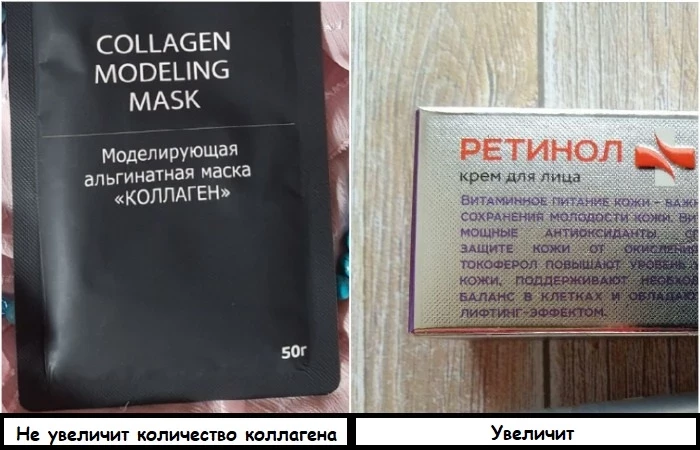 COLLAGEN
MODELING
MASK
Моделирующая
альгинатная маска
«КОЛЛАГЕН»
50г
РЕТИНОЛ
крем для лица
ВИТАМИННОЕ ПИТАНИЕ КОЖИ -
СОХРАНЕНИЯ МОЛОДОСТИ КОЖИ.
МОЩНЫЕ АНТИОКСИДАНТЫ
ЗАЩИТЕ КОЖИ ОТ
ТОКОФЕРОЛ ПОВЫШАЮТ
КОЖИ, ПОДДЕРЖИВАЮТ
БАЛАНС В КЛЕТКАХ И
ЛИФТИНГ-ЭФФЕКТОМ.
Не увеличит количество коллагена
Увеличит